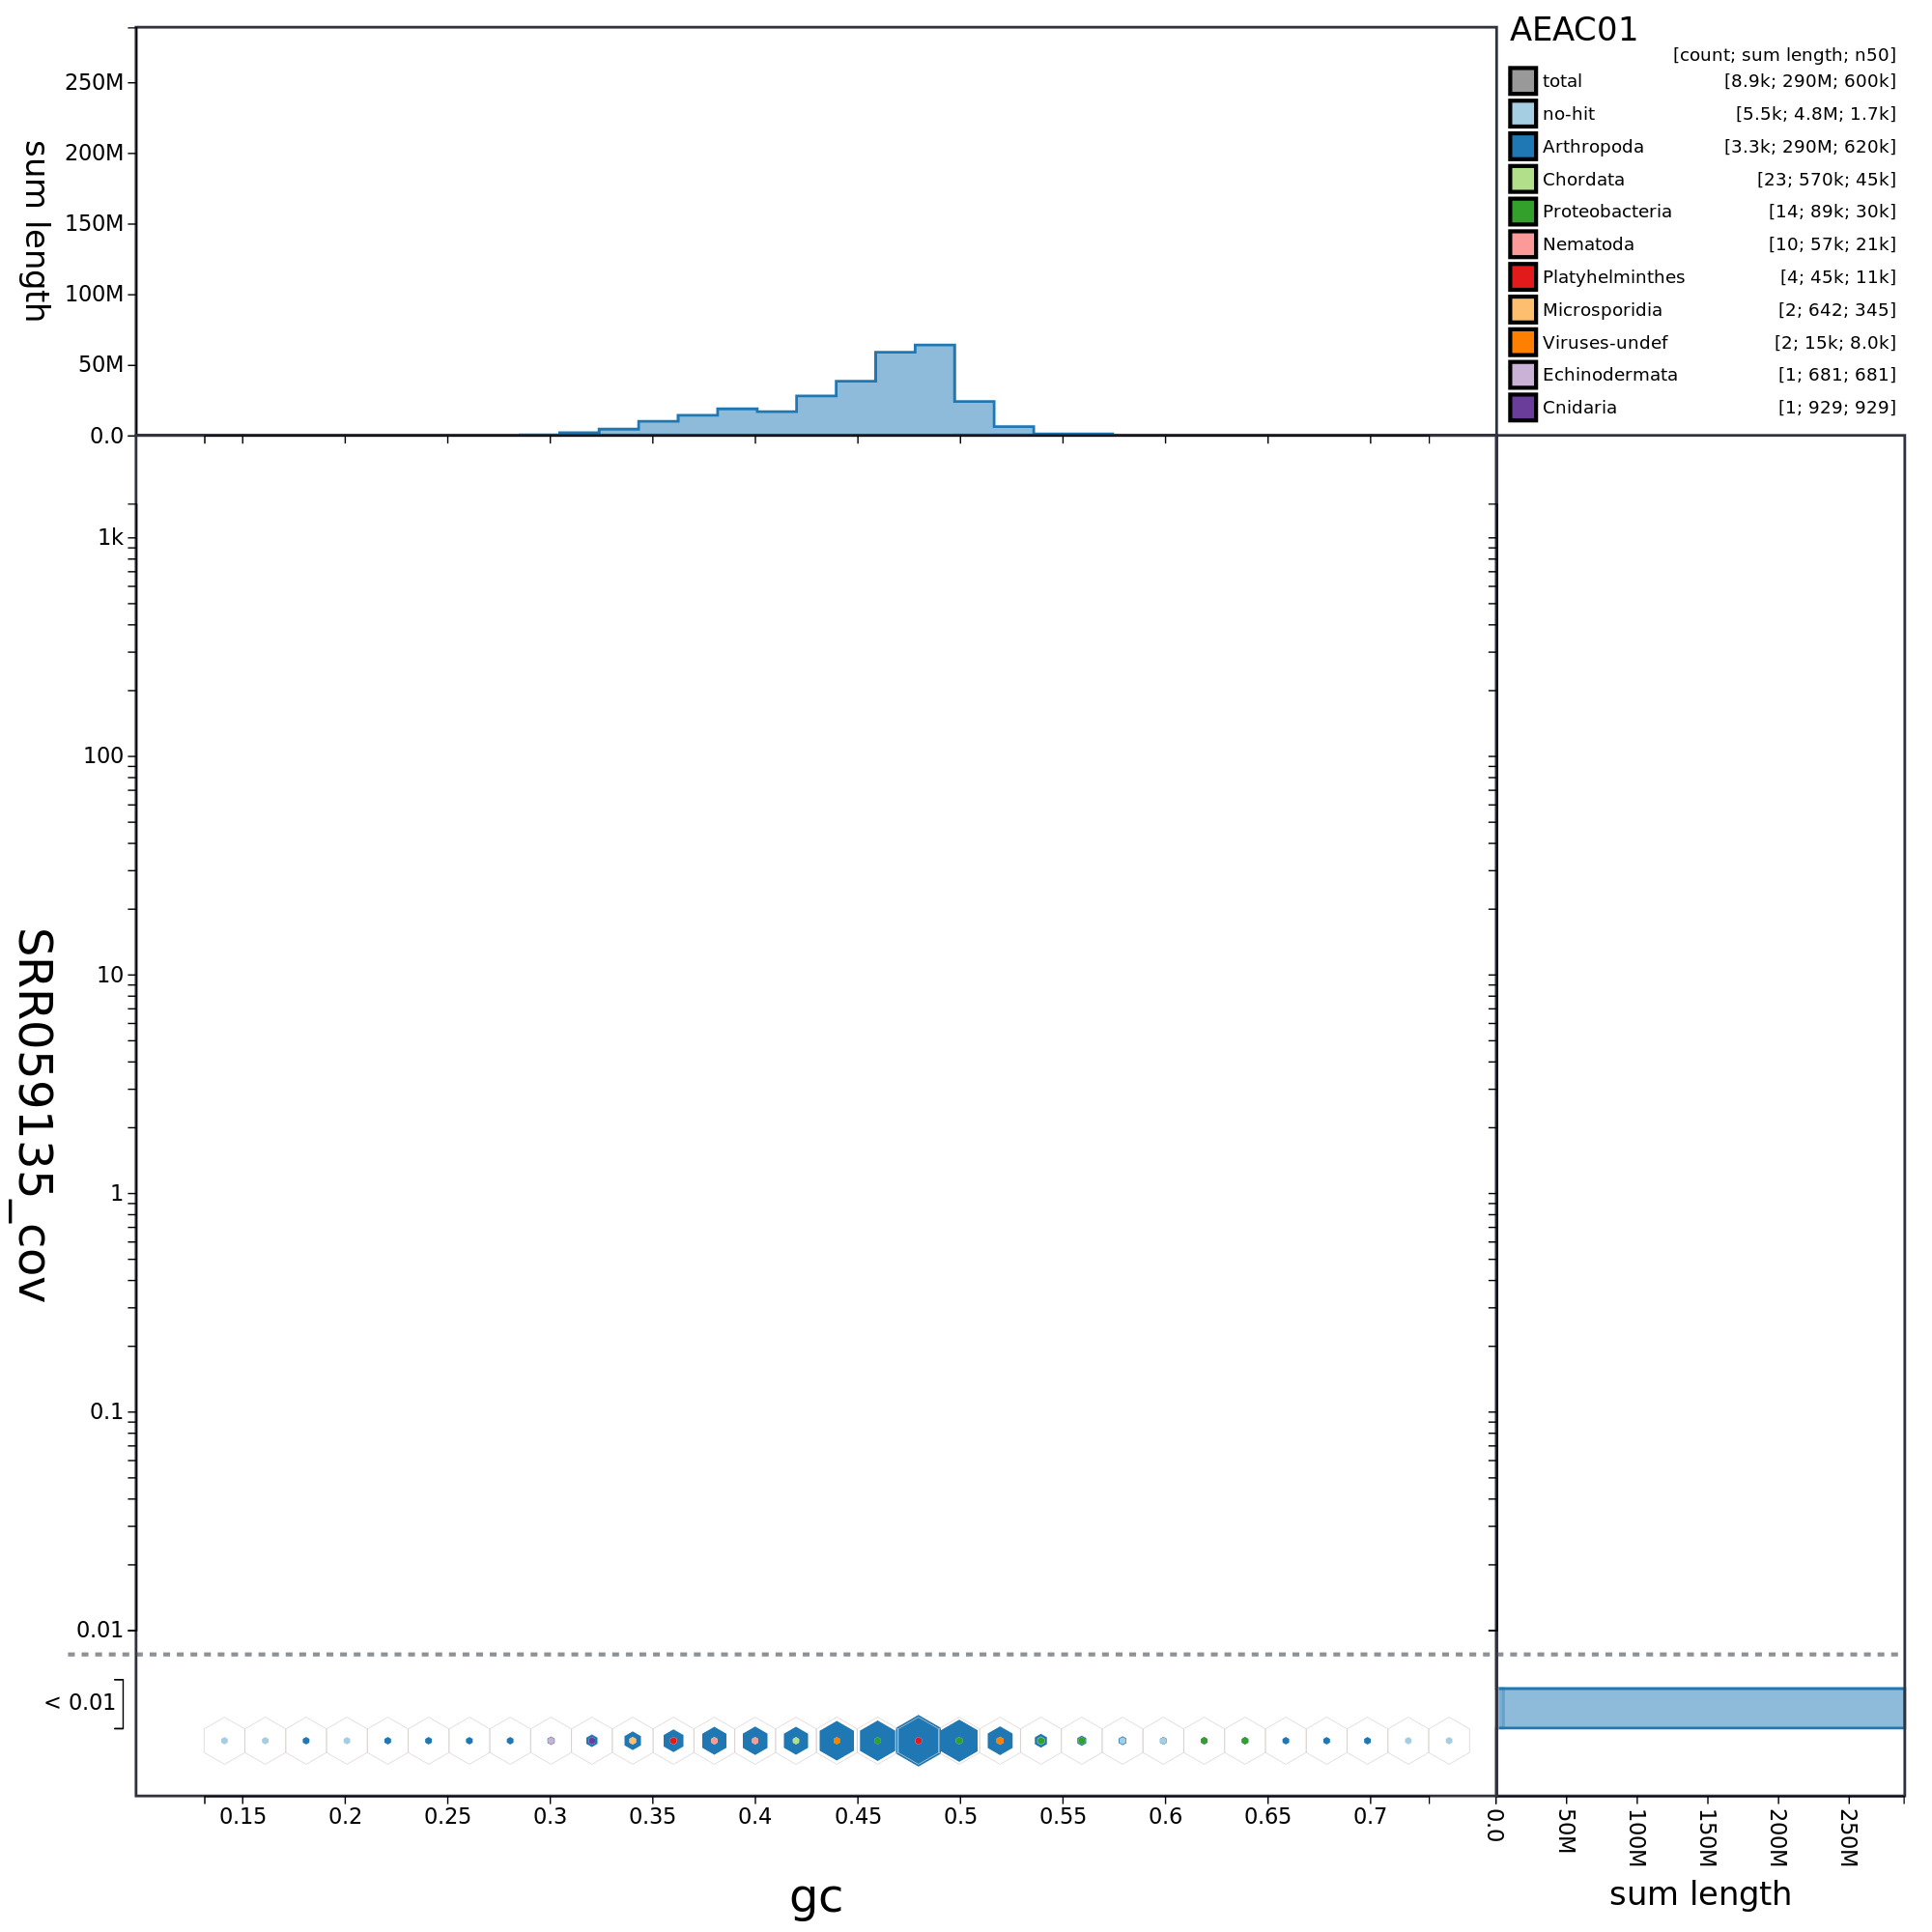 AEAC01
[count; sum length; n50]
total [8.9k; 290M; 600k]
no-hit [5.5k; 4.8M; 1.7k]
Arthropoda [3.3k; 290M; 620k]
Chordata [23; 570k; 45k]
Proteobacteria [14; 89k; 30k]
Nematoda [10; 57k; 21k]
Platyhelminthes [4; 45k; 11k]
Microsporidia [2; 642; 345]
Viruses-undef [2; 15k; 8.0k]
Echinodermata [1; 681; 681]
Cnidaria [1; 929; 929]
sum length
250M
200M
150M
100M
50M
0.0
SRR059135_cov
1k
100
10
1
0.1
0.01
< 0.01
0.15 0.2 0.25 0.3 0.35 0.4 0.45 0.5 0.55 0.6 0.65 0.7
gc
0.0 50M 100M 150M 200M 250M
sum length